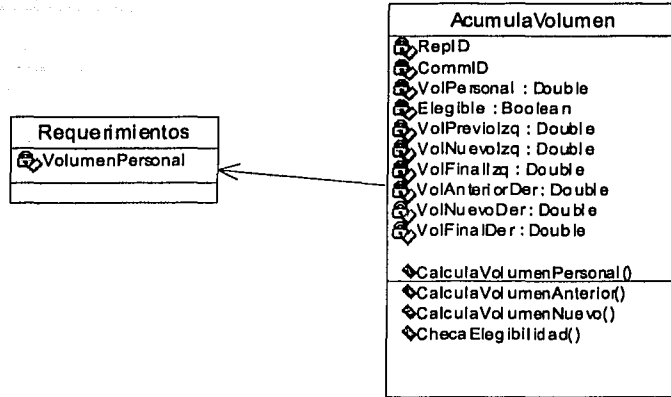 Requerimientos
VolumenPersonal
AcumulaVolumen
RepID
CommID
VolPersonal : Double
Elegible : Boolean
VolPrevioIzq : Double
VolNuevoIzq : Double
VolFinalIzq : Double
VolAnteriorDer : Double
VolNuevoDer : Double
VolFinalDer : Double
CalculaVolumenPersonal()
CalculaVolumenAnterior()
CalculaVolumenNuevo()
ChecaElegibilidad()